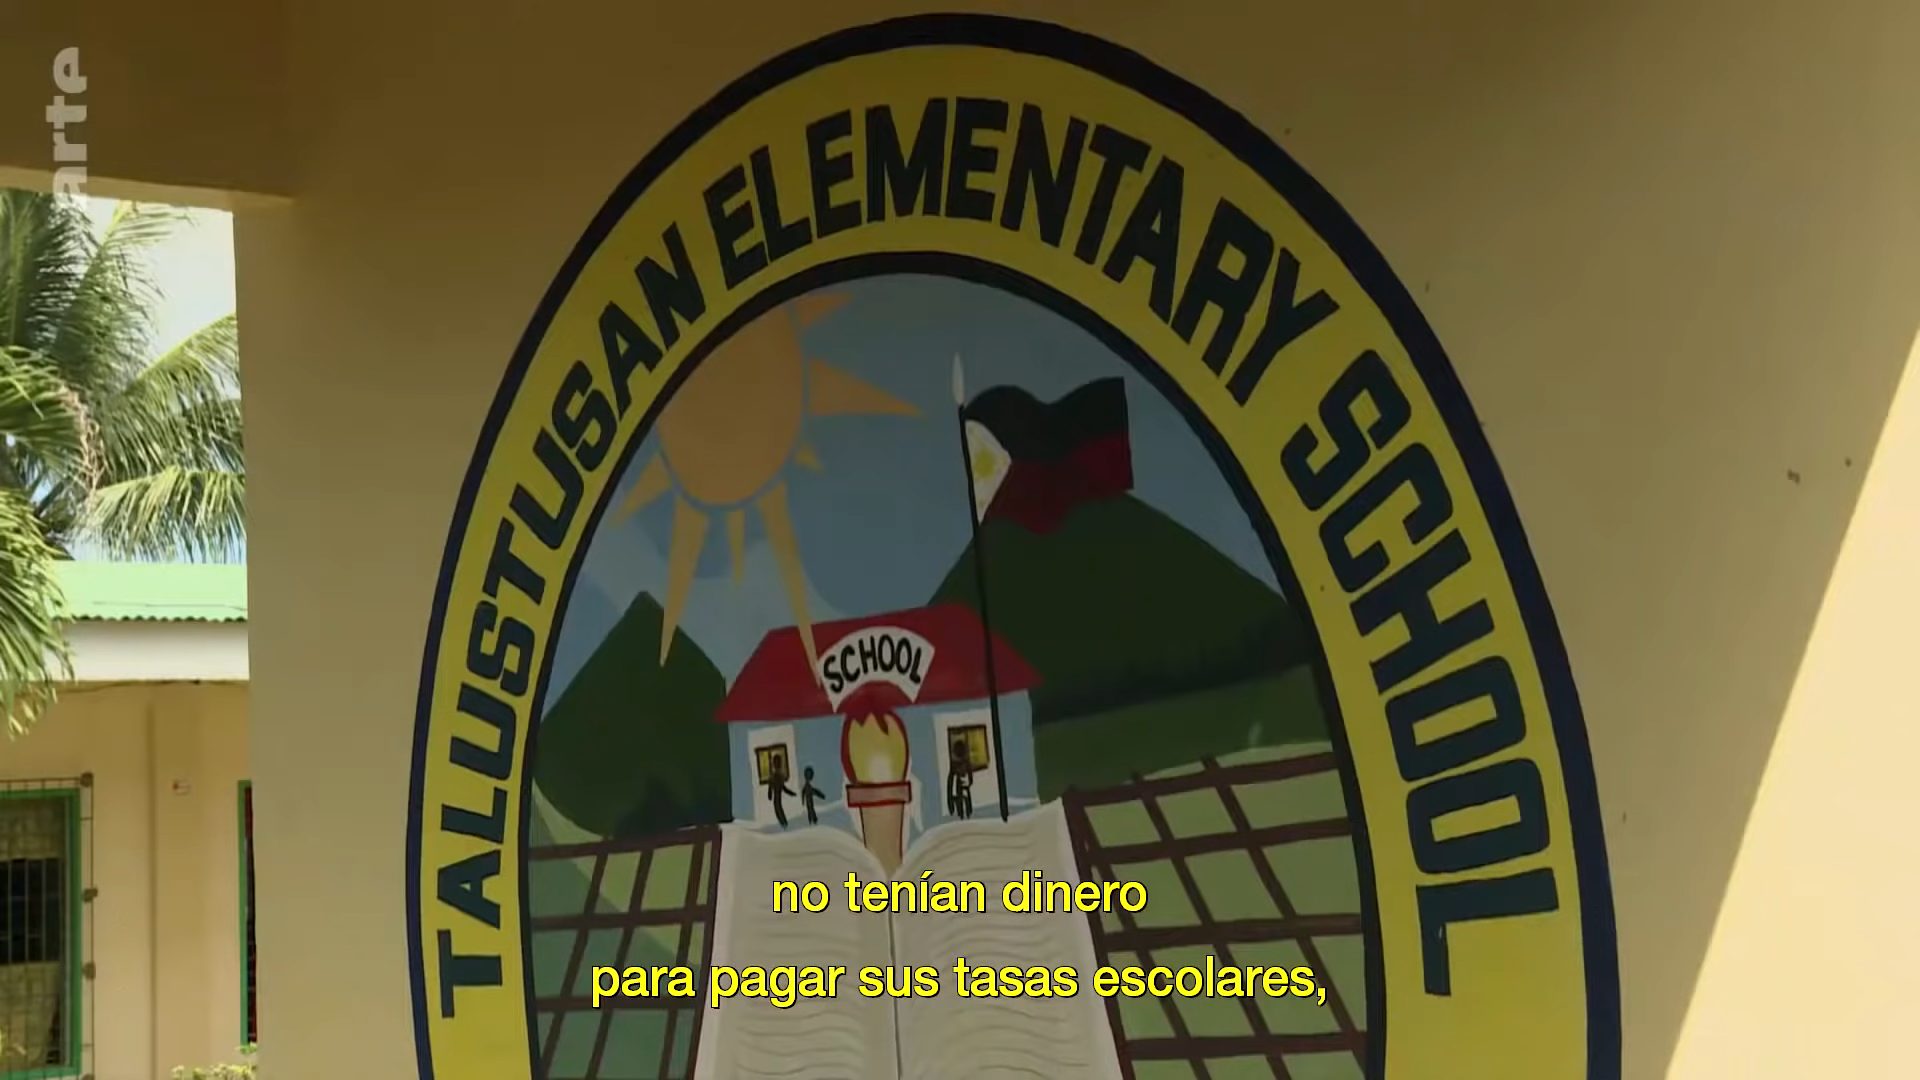 arte
TALUSTUSAN ELEMENTARY SCHOOL
SCHOOL
no tenían dinero
para pagar sus tasas escolares,